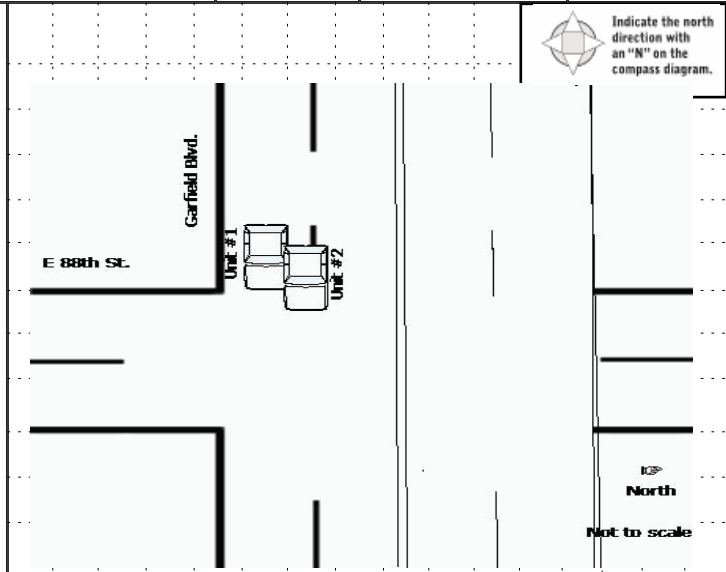 Indicate the north
direction with
an “N” on the
compass diagram.
Garfield Blvd.
E 88th St.
Unit #1
Unit #2
North
Not to scale